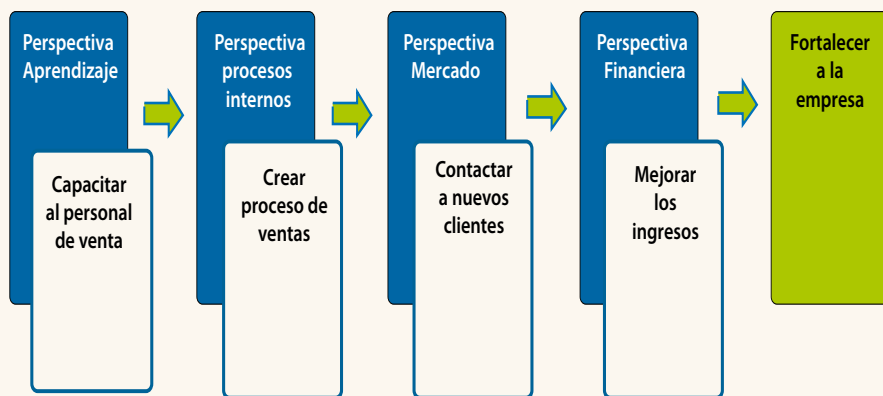 Perspectiva
Aprendizaje
Capacitar
al personal
de venta
Perspectiva
procesos
internos
Crear
proceso de
ventas
Perspectiva
Mercado
Contactar
a nuevos
clientes
Perspectiva
Financiera
Mejorar
los
ingresos
Fortalecer
a la
empresa